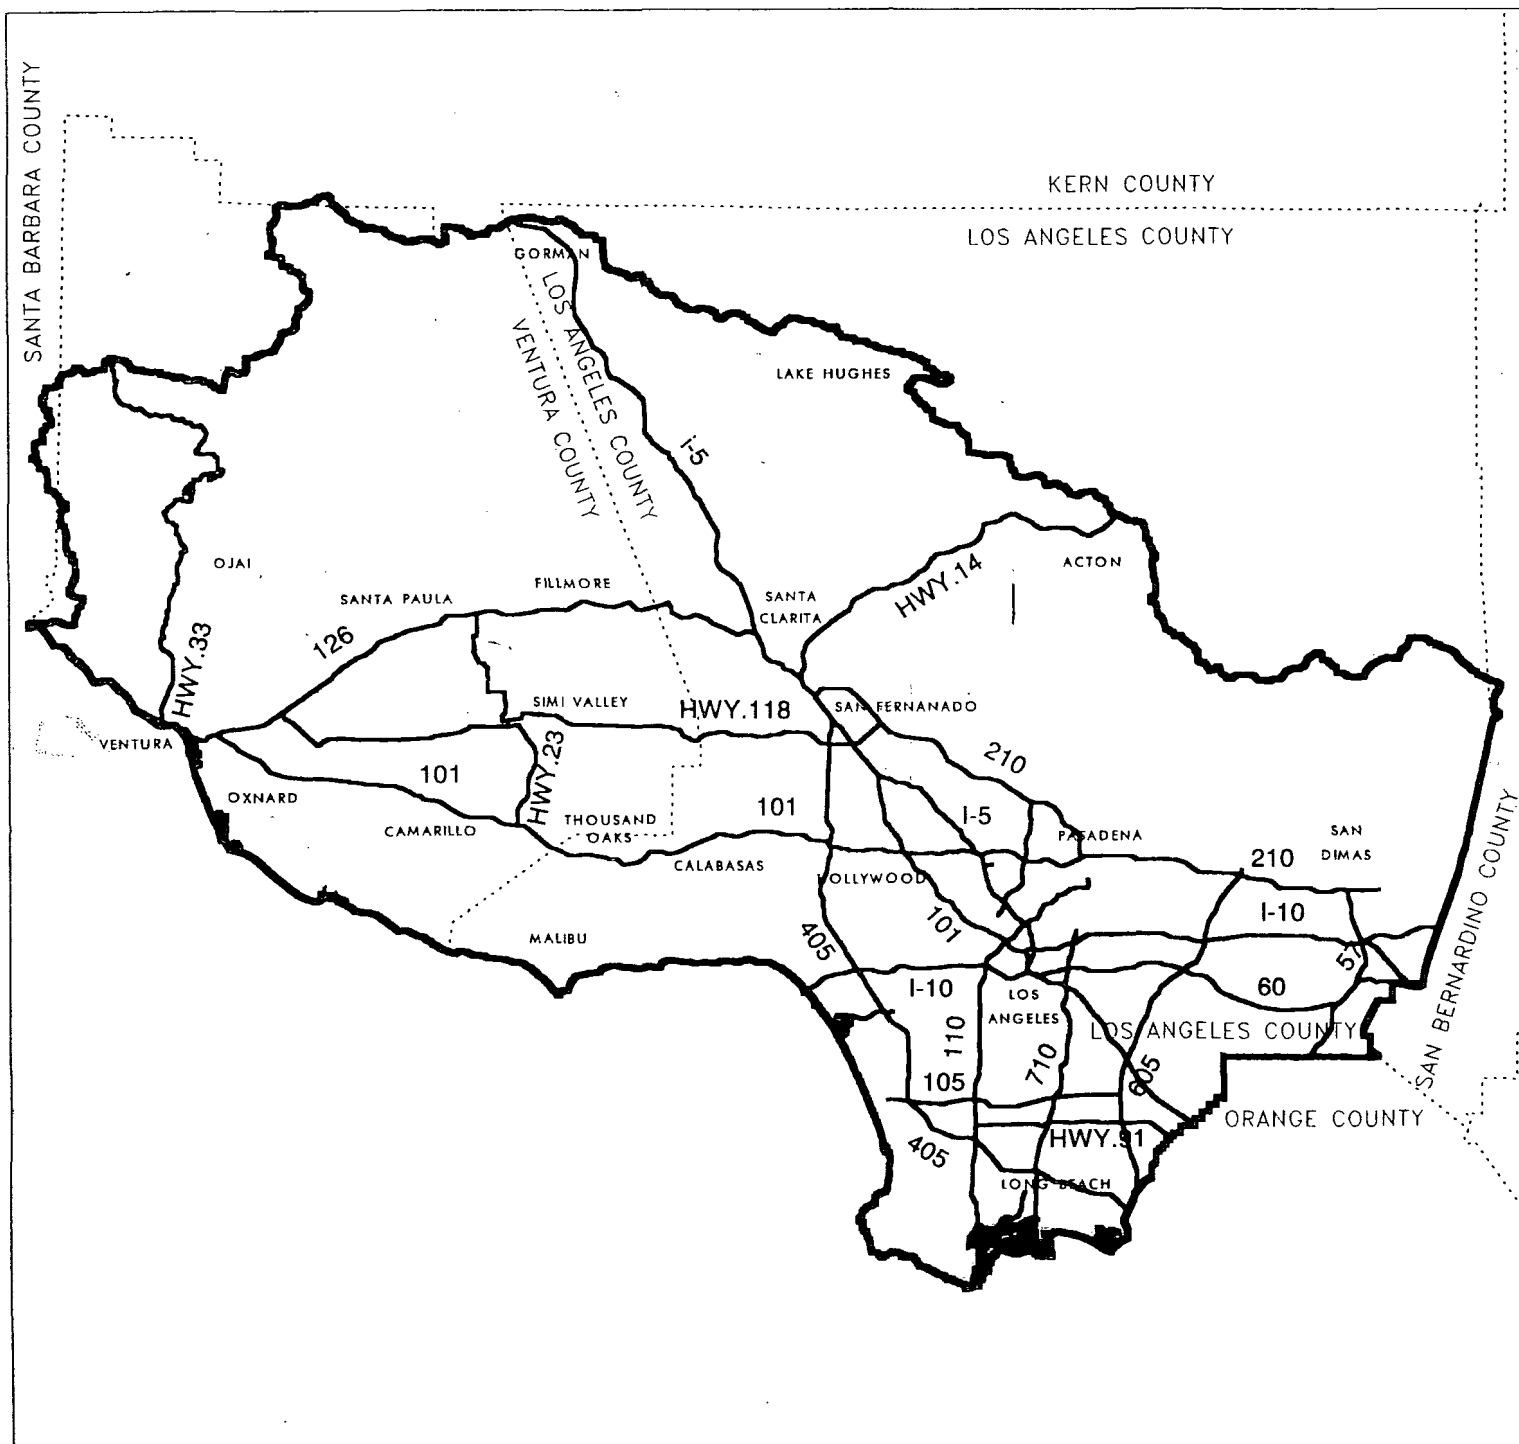 SANTA BARBARA COUNTY
KERN COUNTY
LOS ANGELES COUNTY
GORMAN
LOS ANGELES COUNTY
VENTURA COUNTY
LAKE HUGHES
I-5
OJAI
ACTON
HWY.14
FILLMORE
SANTA PAULA
SANTA
CLARITA
126
HWY.33
SIMI VALLEY
HWY.118
SAN FERNANADO
VENTURA
HWY.23
210
101
OXNARD
101
I-5
THOUSAND
OAKS
CAMARILLO
PASADENA
SAN
DIMAS
210
CALABASAS
HOLLYWOOD
I-10
101
405
MALIBU
57
I-10
LOS
ANGELES
60
110
LOS ANGELES COUNTY
SAN BERNARDINO COUNTY
710
105
605
ORANGE COUNTY
HWY.91
405
LONG BEACH